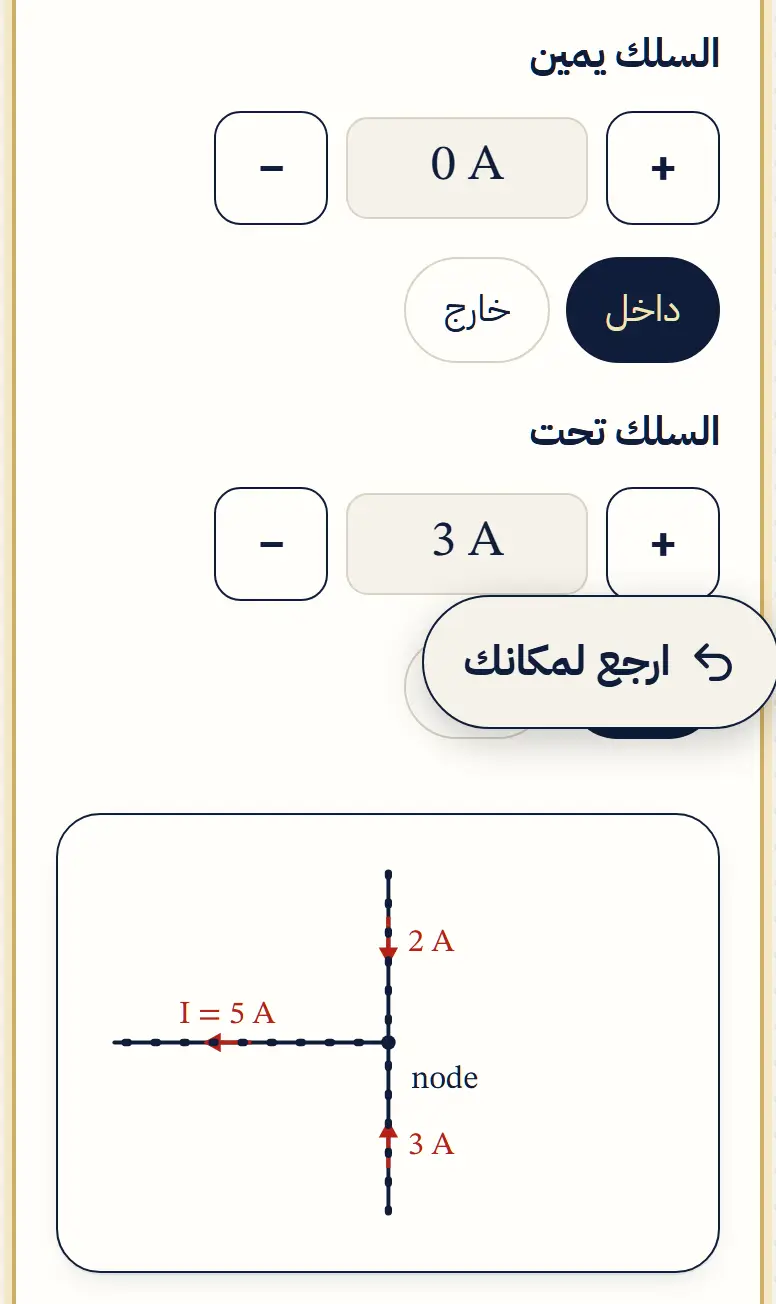 السلك يمين
+ 0 A −
داخل خارج
السلك تحت
+ 3 A −
ارجع لمكانك
2 A
I = 5 A
node
3 A